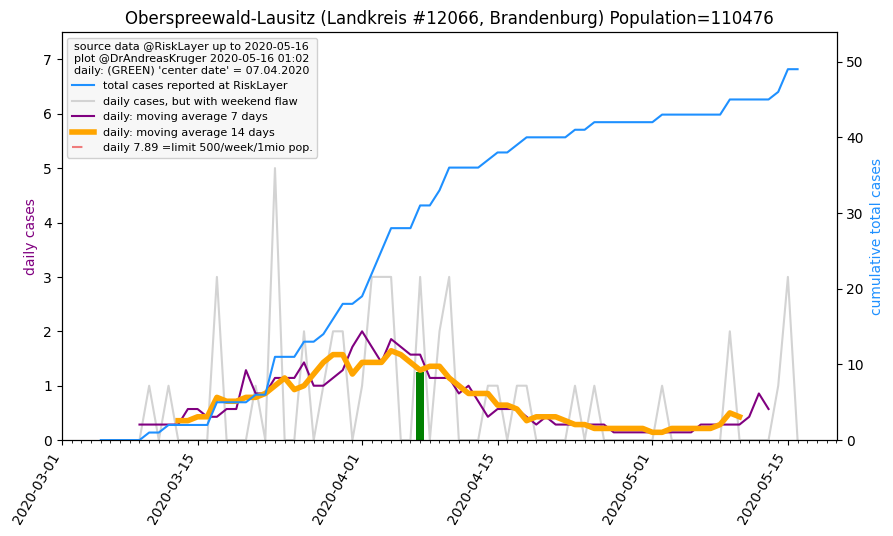 Oberspreewald-Lausitz (Landkreis #12066, Brandenburg) Population=110476
source data @RiskLayer up to 2020-05-16
plot @DrAndreasKruger 2020-05-16 01:02
daily: (GREEN) 'center date' = 07.04.2020
total cases reported at RiskLayer
daily cases, but with weekend flaw
daily: moving average 7 days
daily: moving average 14 days
daily 7.89 =limit 500/week/1mio pop.
daily cases
7
6
5
4
3
2
1
0
cumulative total cases
50
40
30
20
10
0
2020-03-01
2020-03-15
2020-04-01
2020-04-15
2020-05-01
2020-05-15